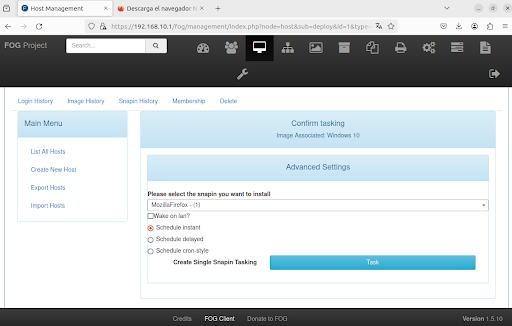 Host Management
Descarga el navegador
https://192.168.10.1/fog/management/index.php?node=host&sub=deploy&id=1&type=
FOG Project
Search...
Login History Image History Snapin History Membership Delete
Main Menu
List All Hosts
Create New Host
Export Hosts
Import Hosts
Confirm tasking
Image Associated: Windows 10
Advanced Settings
Please select the snapin you want to install
MozillaFirefox - (1)
Wake on lan?
Schedule instant
Schedule delayed
Schedule cron-style
Create Single Snapin Tasking Task
Credits FOG Client Donate to FOG Version 1.5.10